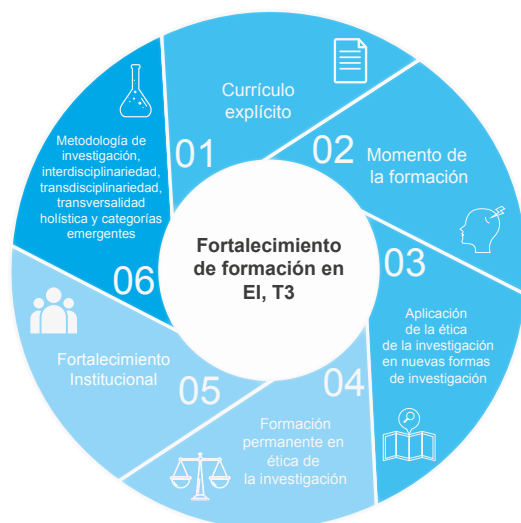 Fortalecimiento
de formación en
EI, T3
01
Currículo
explícito
02
Momento de
la formación
03
Aplicación
de la ética
de la investigación
en nuevas formas
de investigación
04
Formación
permanente en
ética de
la investigación
05
Fortalecimiento
Institucional
06
Metodología de
investigación,
interdisciplinariedad,
transdisciplinariedad,
transversalidad
holística y categorías
emergentes